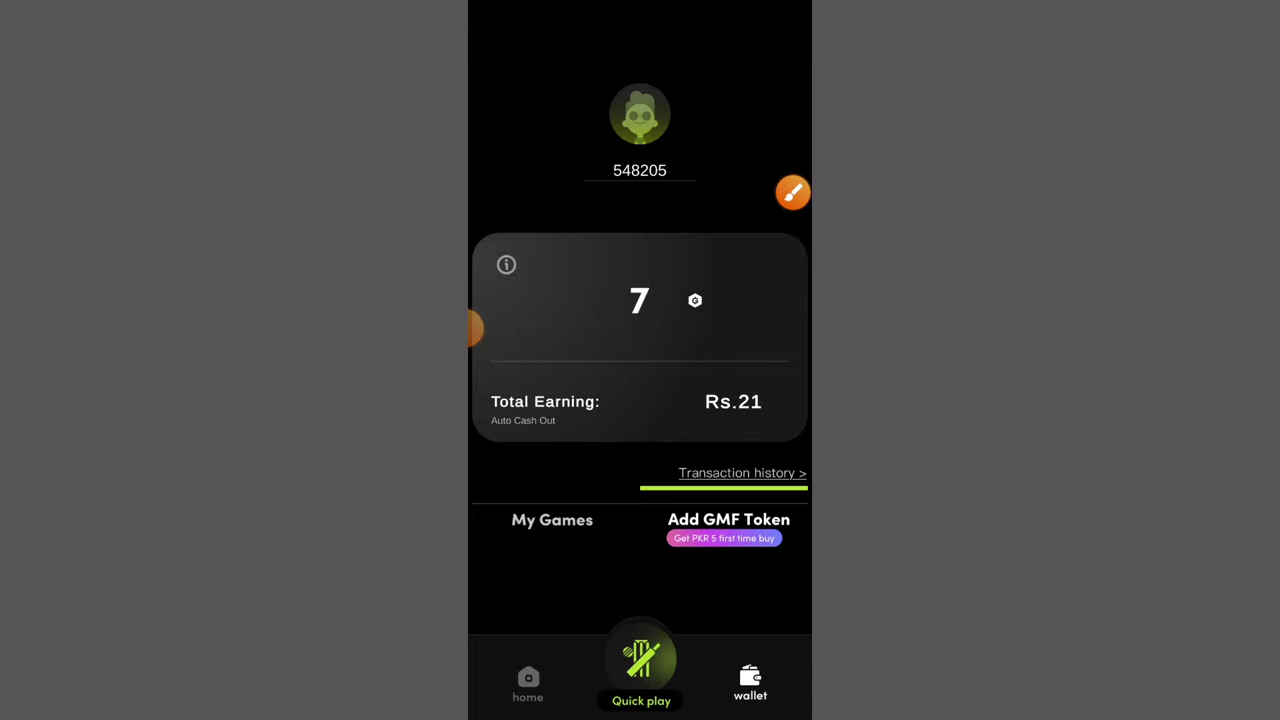 548205
7
Total Earning:
Rs.21
Auto Cash Out
Transaction history >
My Games
Add GMF Token
Get PKR 5 first time buy
home
Quick play
wallet